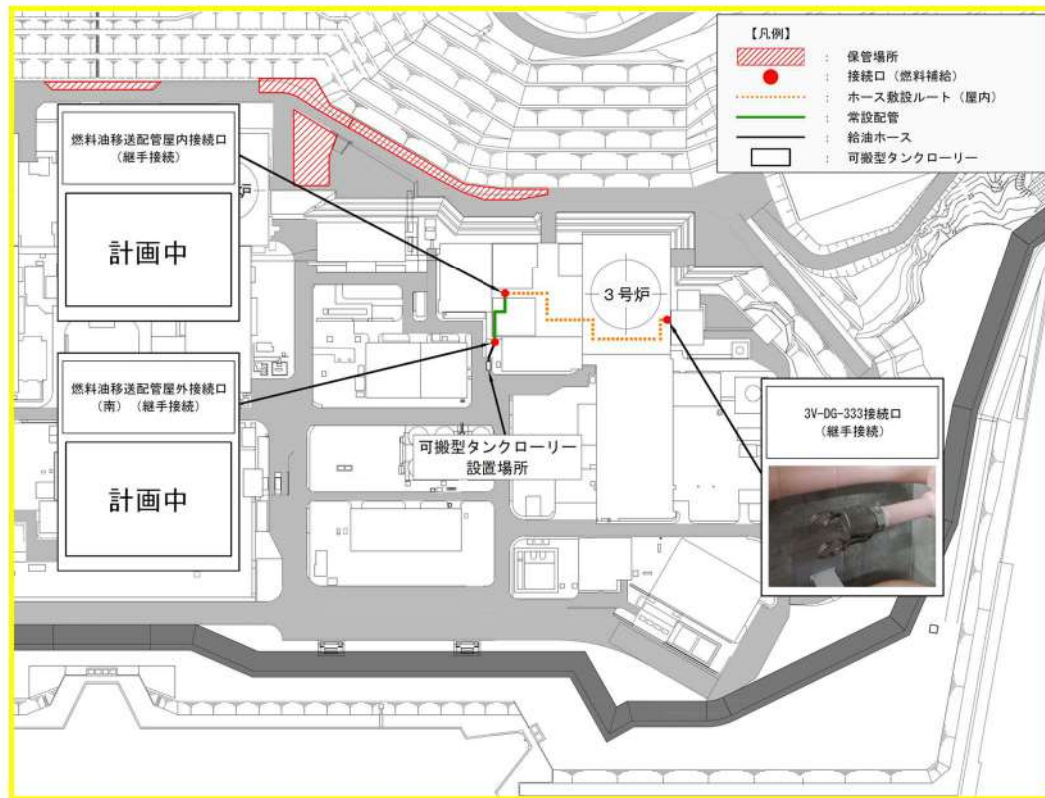 【凡例】
： 保管場所
： 接続口（燃料補給）
： ホース敷設ルート（屋内）
： 常設配管
： 給油ホース
： 可搬型タンクローリー
燃料油移送配管屋内接続口
（継手接続）
計画中
燃料油移送配管屋外接続口
（南）（継手接続）
計画中
3号炉
可搬型タンクローリー
設置場所
3V-DG-333接続口
（継手接続）